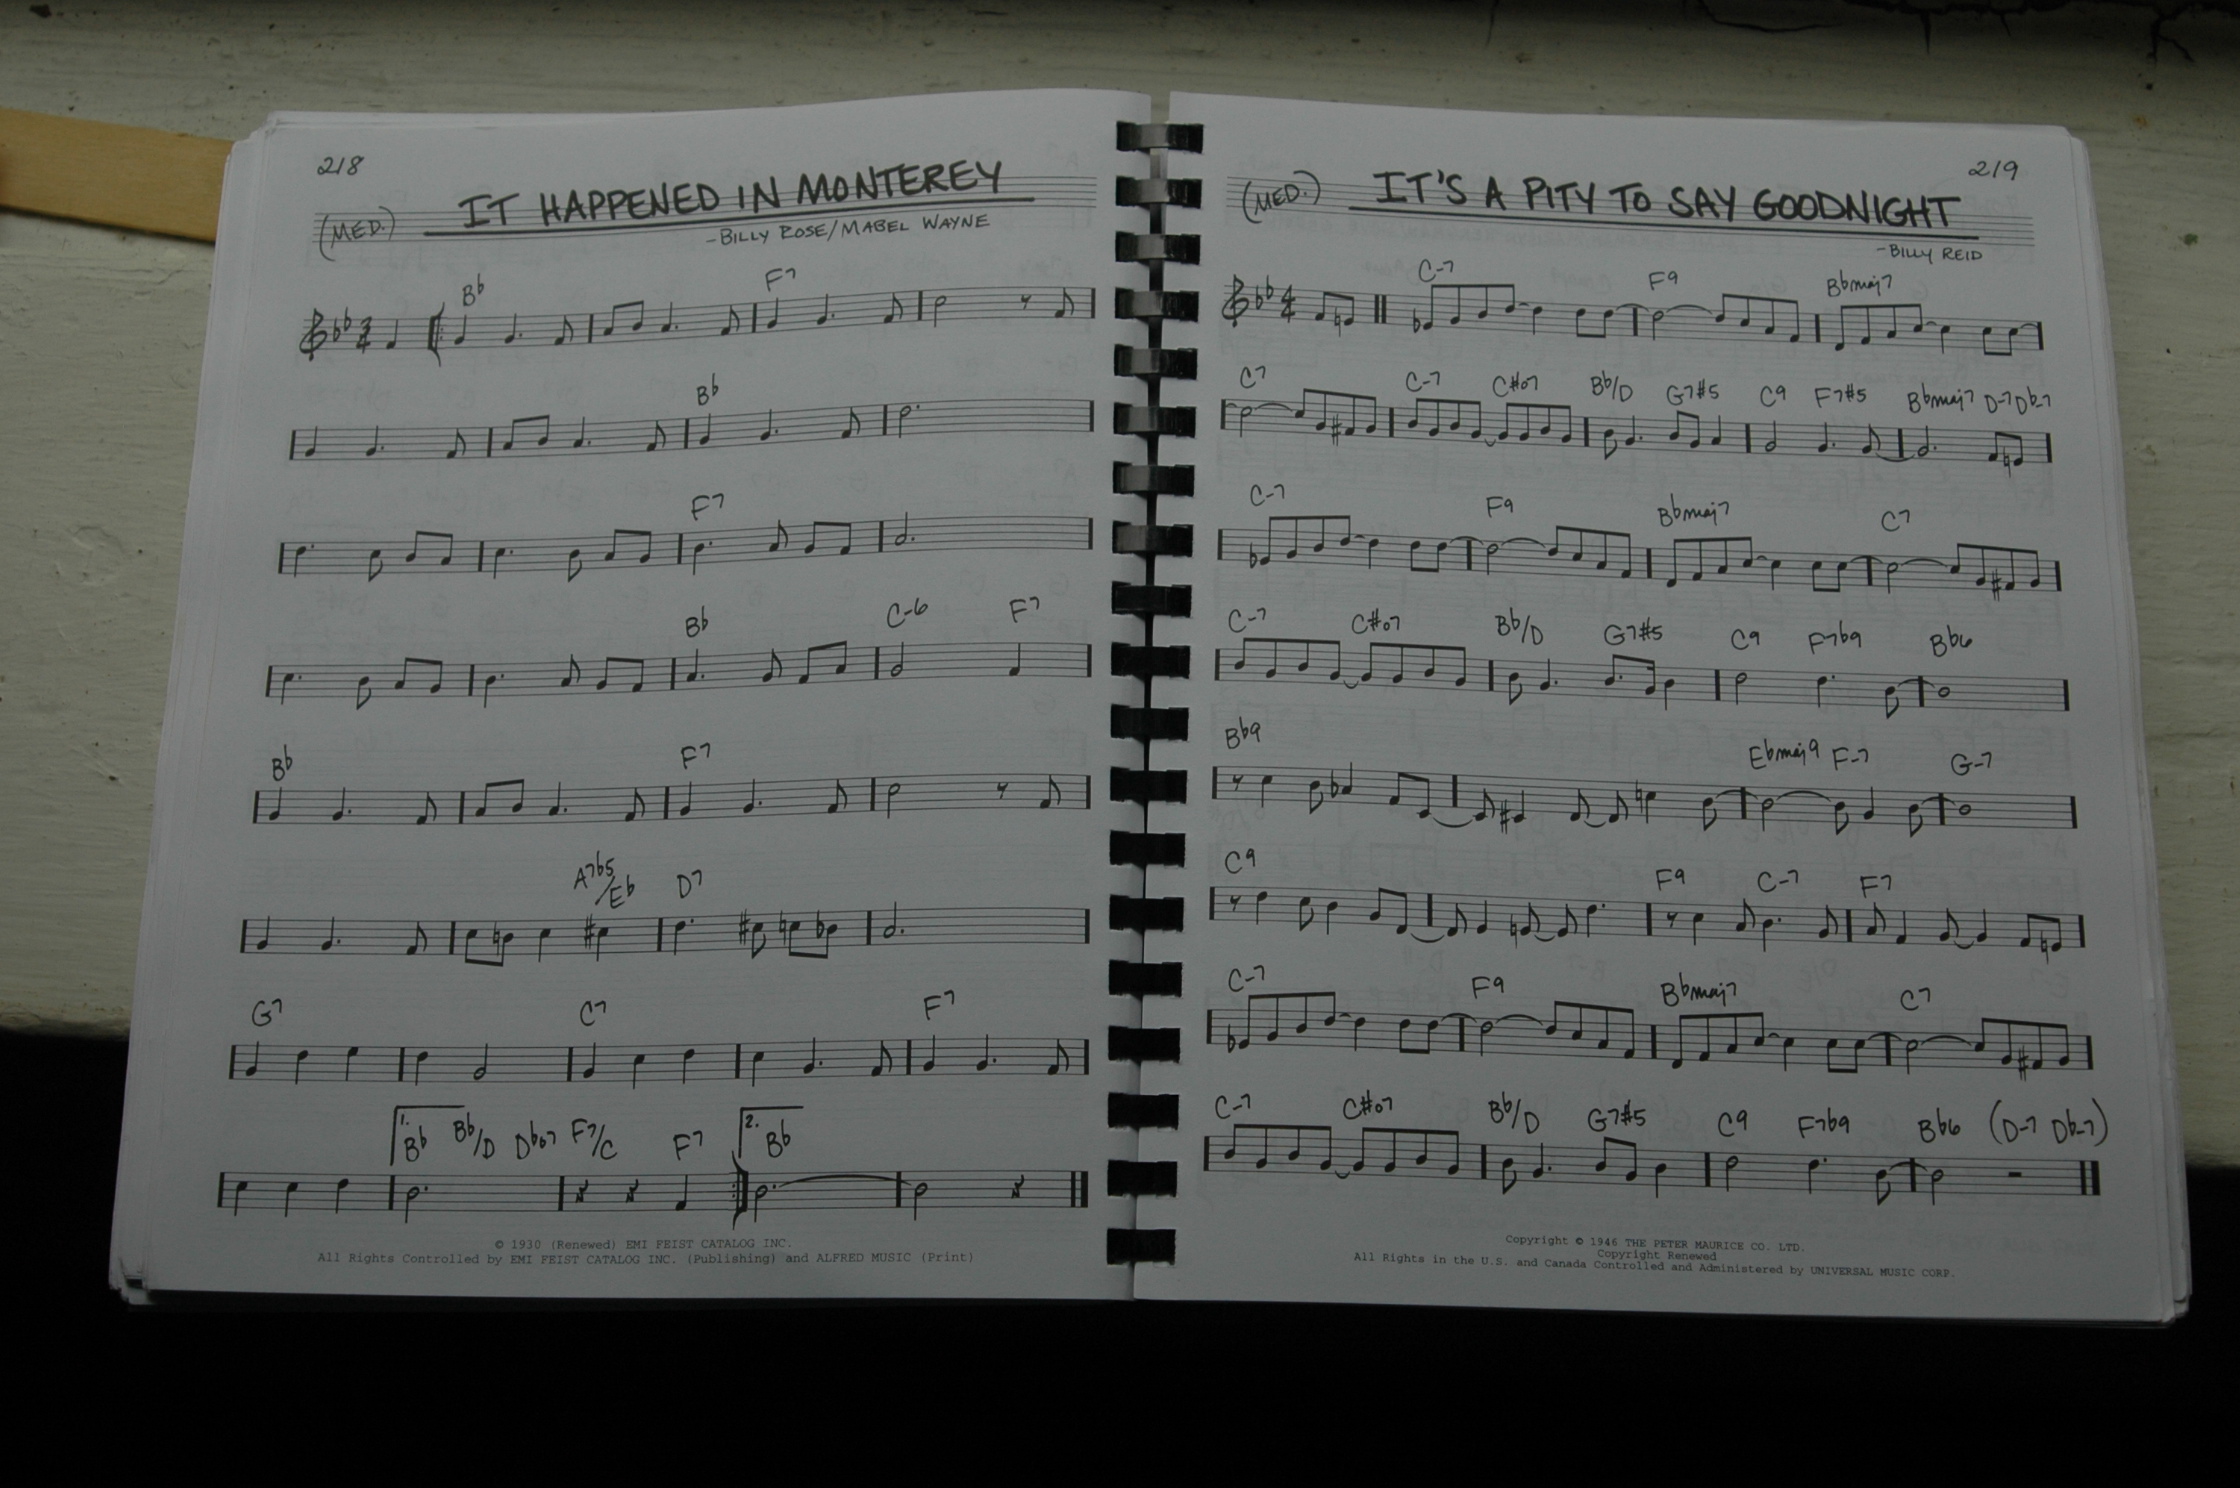 218
IT HAPPENED IN MONTEREY
(MED.)
-BILLY ROSE/MABEL WAYNE
3
4
Bb F7
Bb
F7
Bb C-6 F7
Bb F7
A7b5/Eb D7
G7 C7 F7
1. Bb Bb/D Dbo7 F7/C F7 2. Bb
© 1930 (Renewed) EMI FEIST CATALOG INC.
All Rights Controlled by EMI FEIST CATALOG INC. (Publishing) and ALFRED MUSIC (Print)
219
(MED.) IT'S A PITY TO SAY GOODNIGHT
-BILLY REID
4
4
C-7 F9 Bbmaj7
C7 C-7 C#o7 Bb/D G7#5 C9 F7#5 Bbmaj7 D-7 Db-7
C-7 F9 Bbmaj7 C7
C-7 C#o7 Bb/D G7#5 C9 F7b9 Bb6
Bb9 Ebmaj9 F-7 G-7
C9 F9 C-7 F7
C-7 F9 Bbmaj7 C7
C-7 C#o7 Bb/D G7#5 C9 F7b9 Bb6 (D-7 Db-7)
Copyright © 1946 THE PETER MAURICE CO. LTD.
Copyright Renewed
All Rights in the U.S. and Canada Controlled and Administered by UNIVERSAL MUSIC CORP.